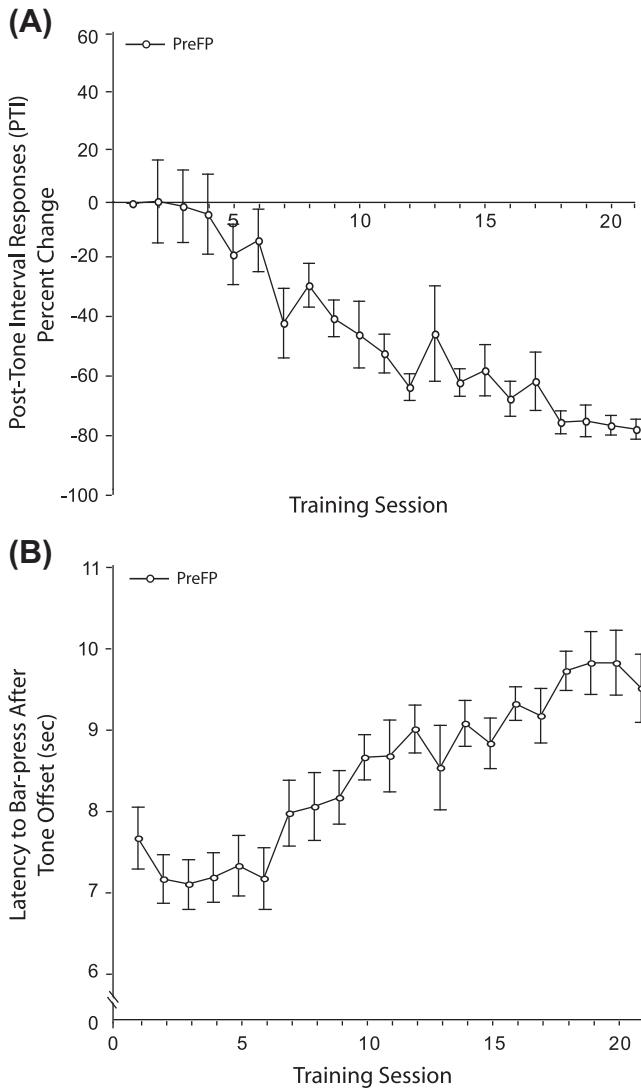 (A)
60
PreFP
40
20
0
5
10
15
20
-20
-40
-60
-80
-100
Post-Tone Interval Responses (PTI)
Percent Change
Training Session
(B)
11
PreFP
10
9
8
7
6
0
Latency to Bar-press After
Tone Offset (sec)
0
5
10
15
20
Training Session